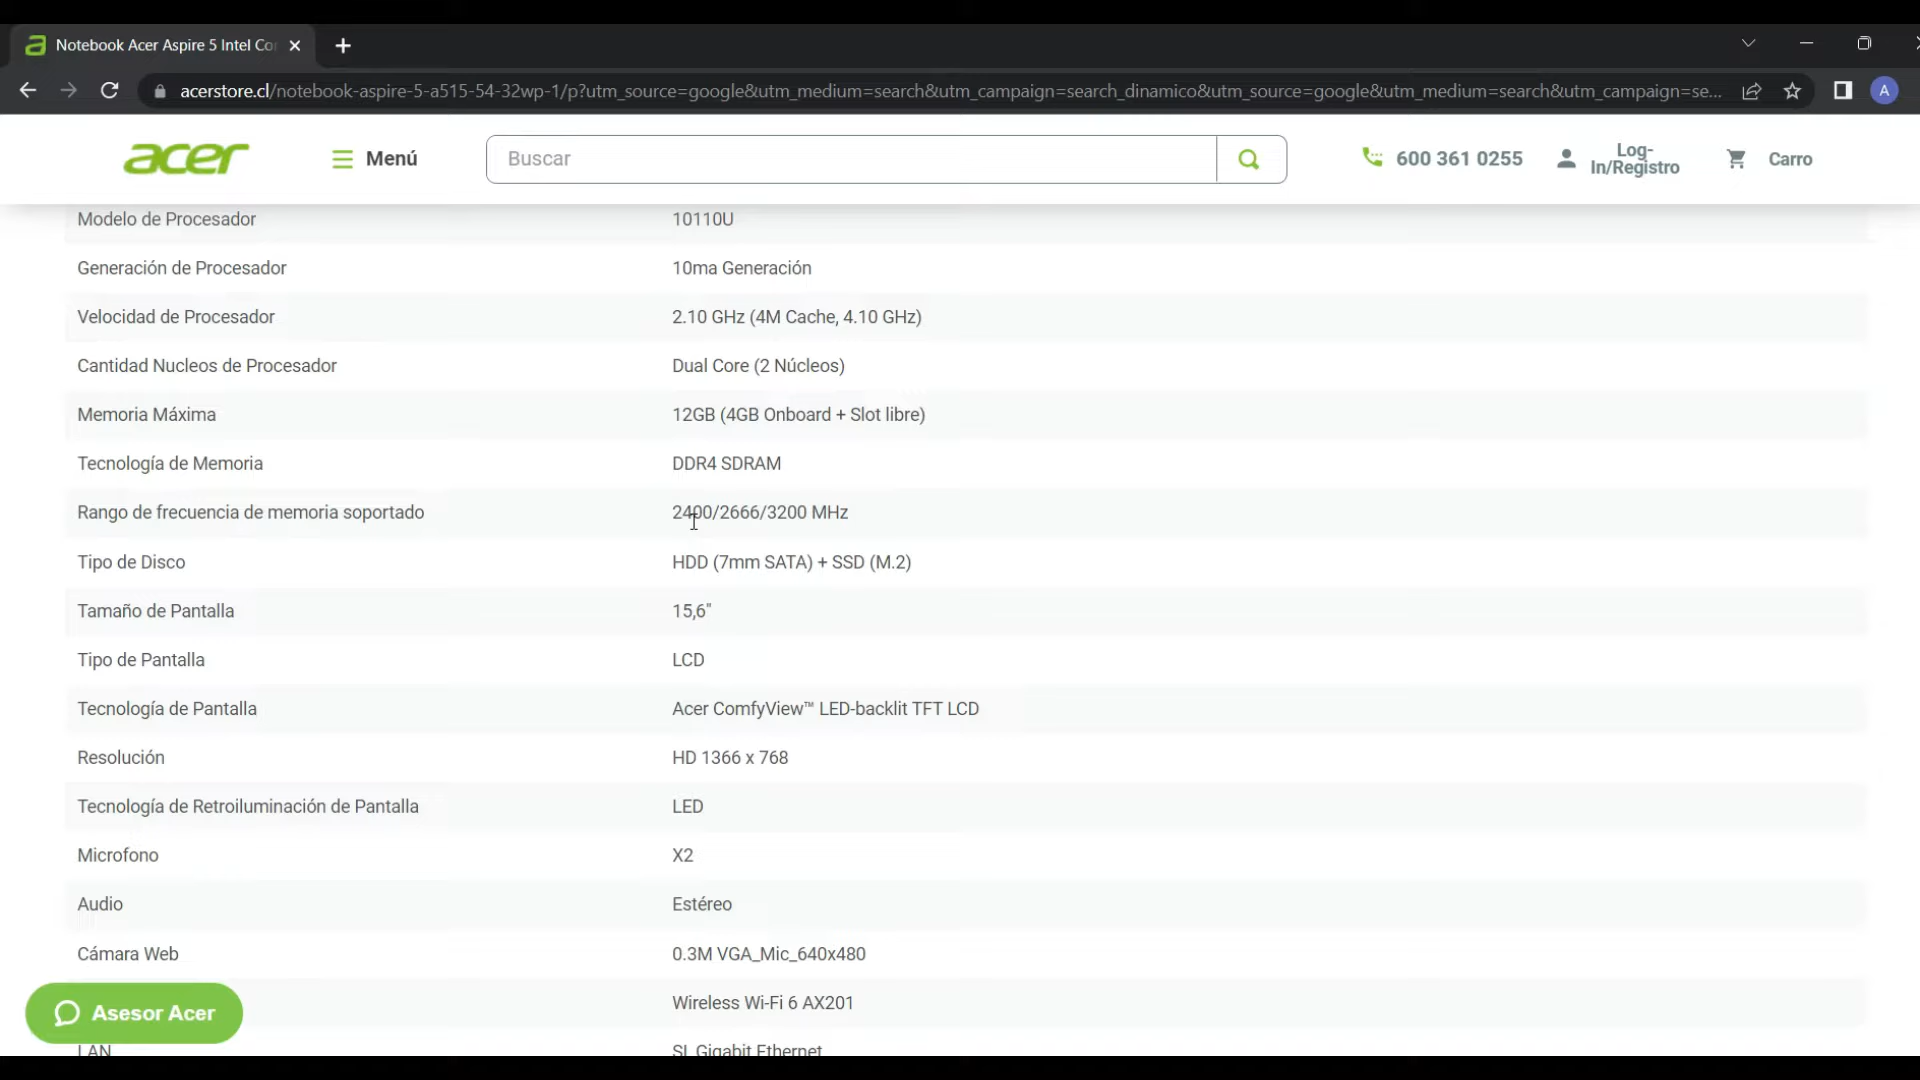 Notebook Acer Aspire 5 Intel Co
acerstore.cl/notebook-aspire-5-a515-54-32wp-1/p?utm_source=google&utm_medium=search&utm_campaign=search_dinamico&utm_source=google&utm_medium=search&utm_campaign=se...
A
acer
Menú
Buscar
600 361 0255
Log-
In/Registro
Carro
Modelo de Procesador 10110U
Generación de Procesador 10ma Generación
Velocidad de Procesador 2.10 GHz (4M Cache, 4.10 GHz)
Cantidad Nucleos de Procesador Dual Core (2 Núcleos)
Memoria Máxima 12GB (4GB Onboard + Slot libre)
Tecnología de Memoria DDR4 SDRAM
Rango de frecuencia de memoria soportado 2400/2666/3200 MHz
Tipo de Disco HDD (7mm SATA) + SSD (M.2)
Tamaño de Pantalla 15,6"
Tipo de Pantalla LCD
Tecnología de Pantalla Acer ComfyView™ LED-backlit TFT LCD
Resolución HD 1366 x 768
Tecnología de Retroiluminación de Pantalla LED
Microfono X2
Audio Estéreo
Cámara Web 0.3M VGA_Mic_640x480
Wireless Wi-Fi 6 AX201
Asesor Acer
LAN SI, Gigabit Ethernet